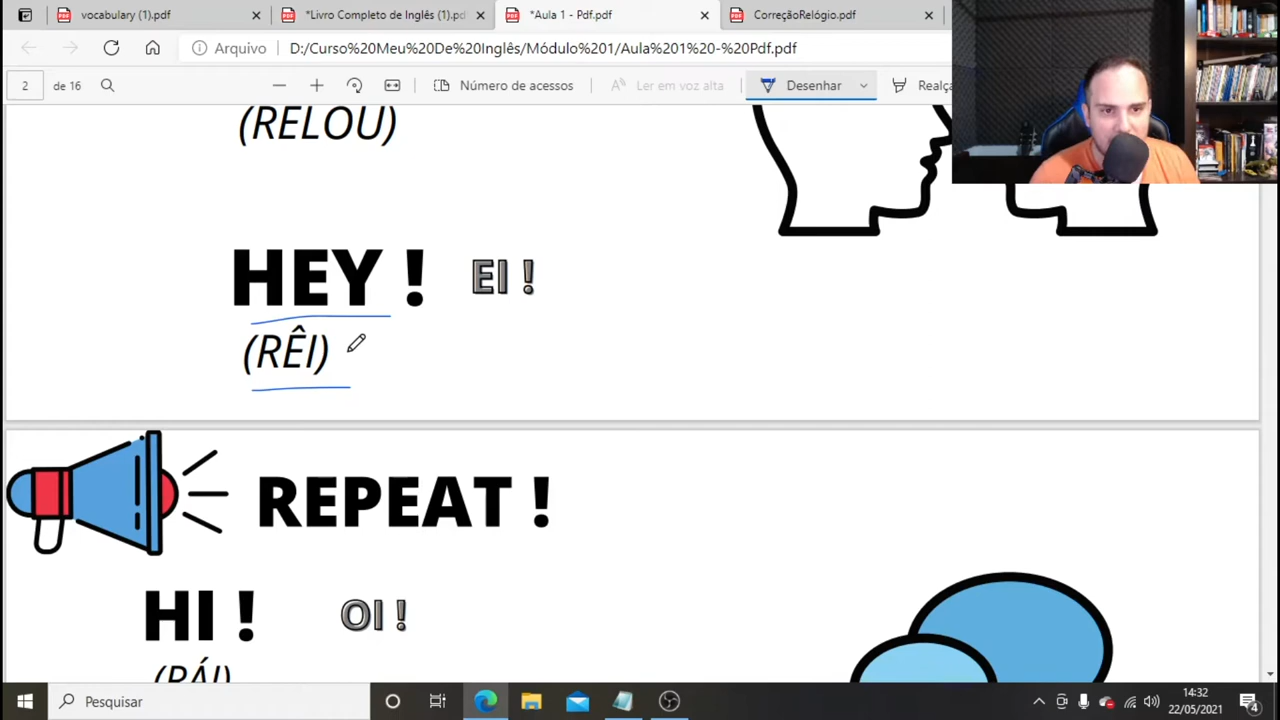 vocabulary (1).pdf
*Livro Completo de Inglês (1).pd
*Aula 1 - Pdf.pdf
CorreçãoRelógio.pdf
Arquivo
D:/Curso%20Meu%20De%20Inglês/Módulo%201/Aula%201%20-%20Pdf.pdf
2
de 16
Número de acessos
Ler em voz alta
Desenhar
Realça
(RELOU)
HEY !
EI !
(RÊI)
REPEAT !
HI !
OI !
(RÁI)
Pesquisar
14:32
22/05/2021
4